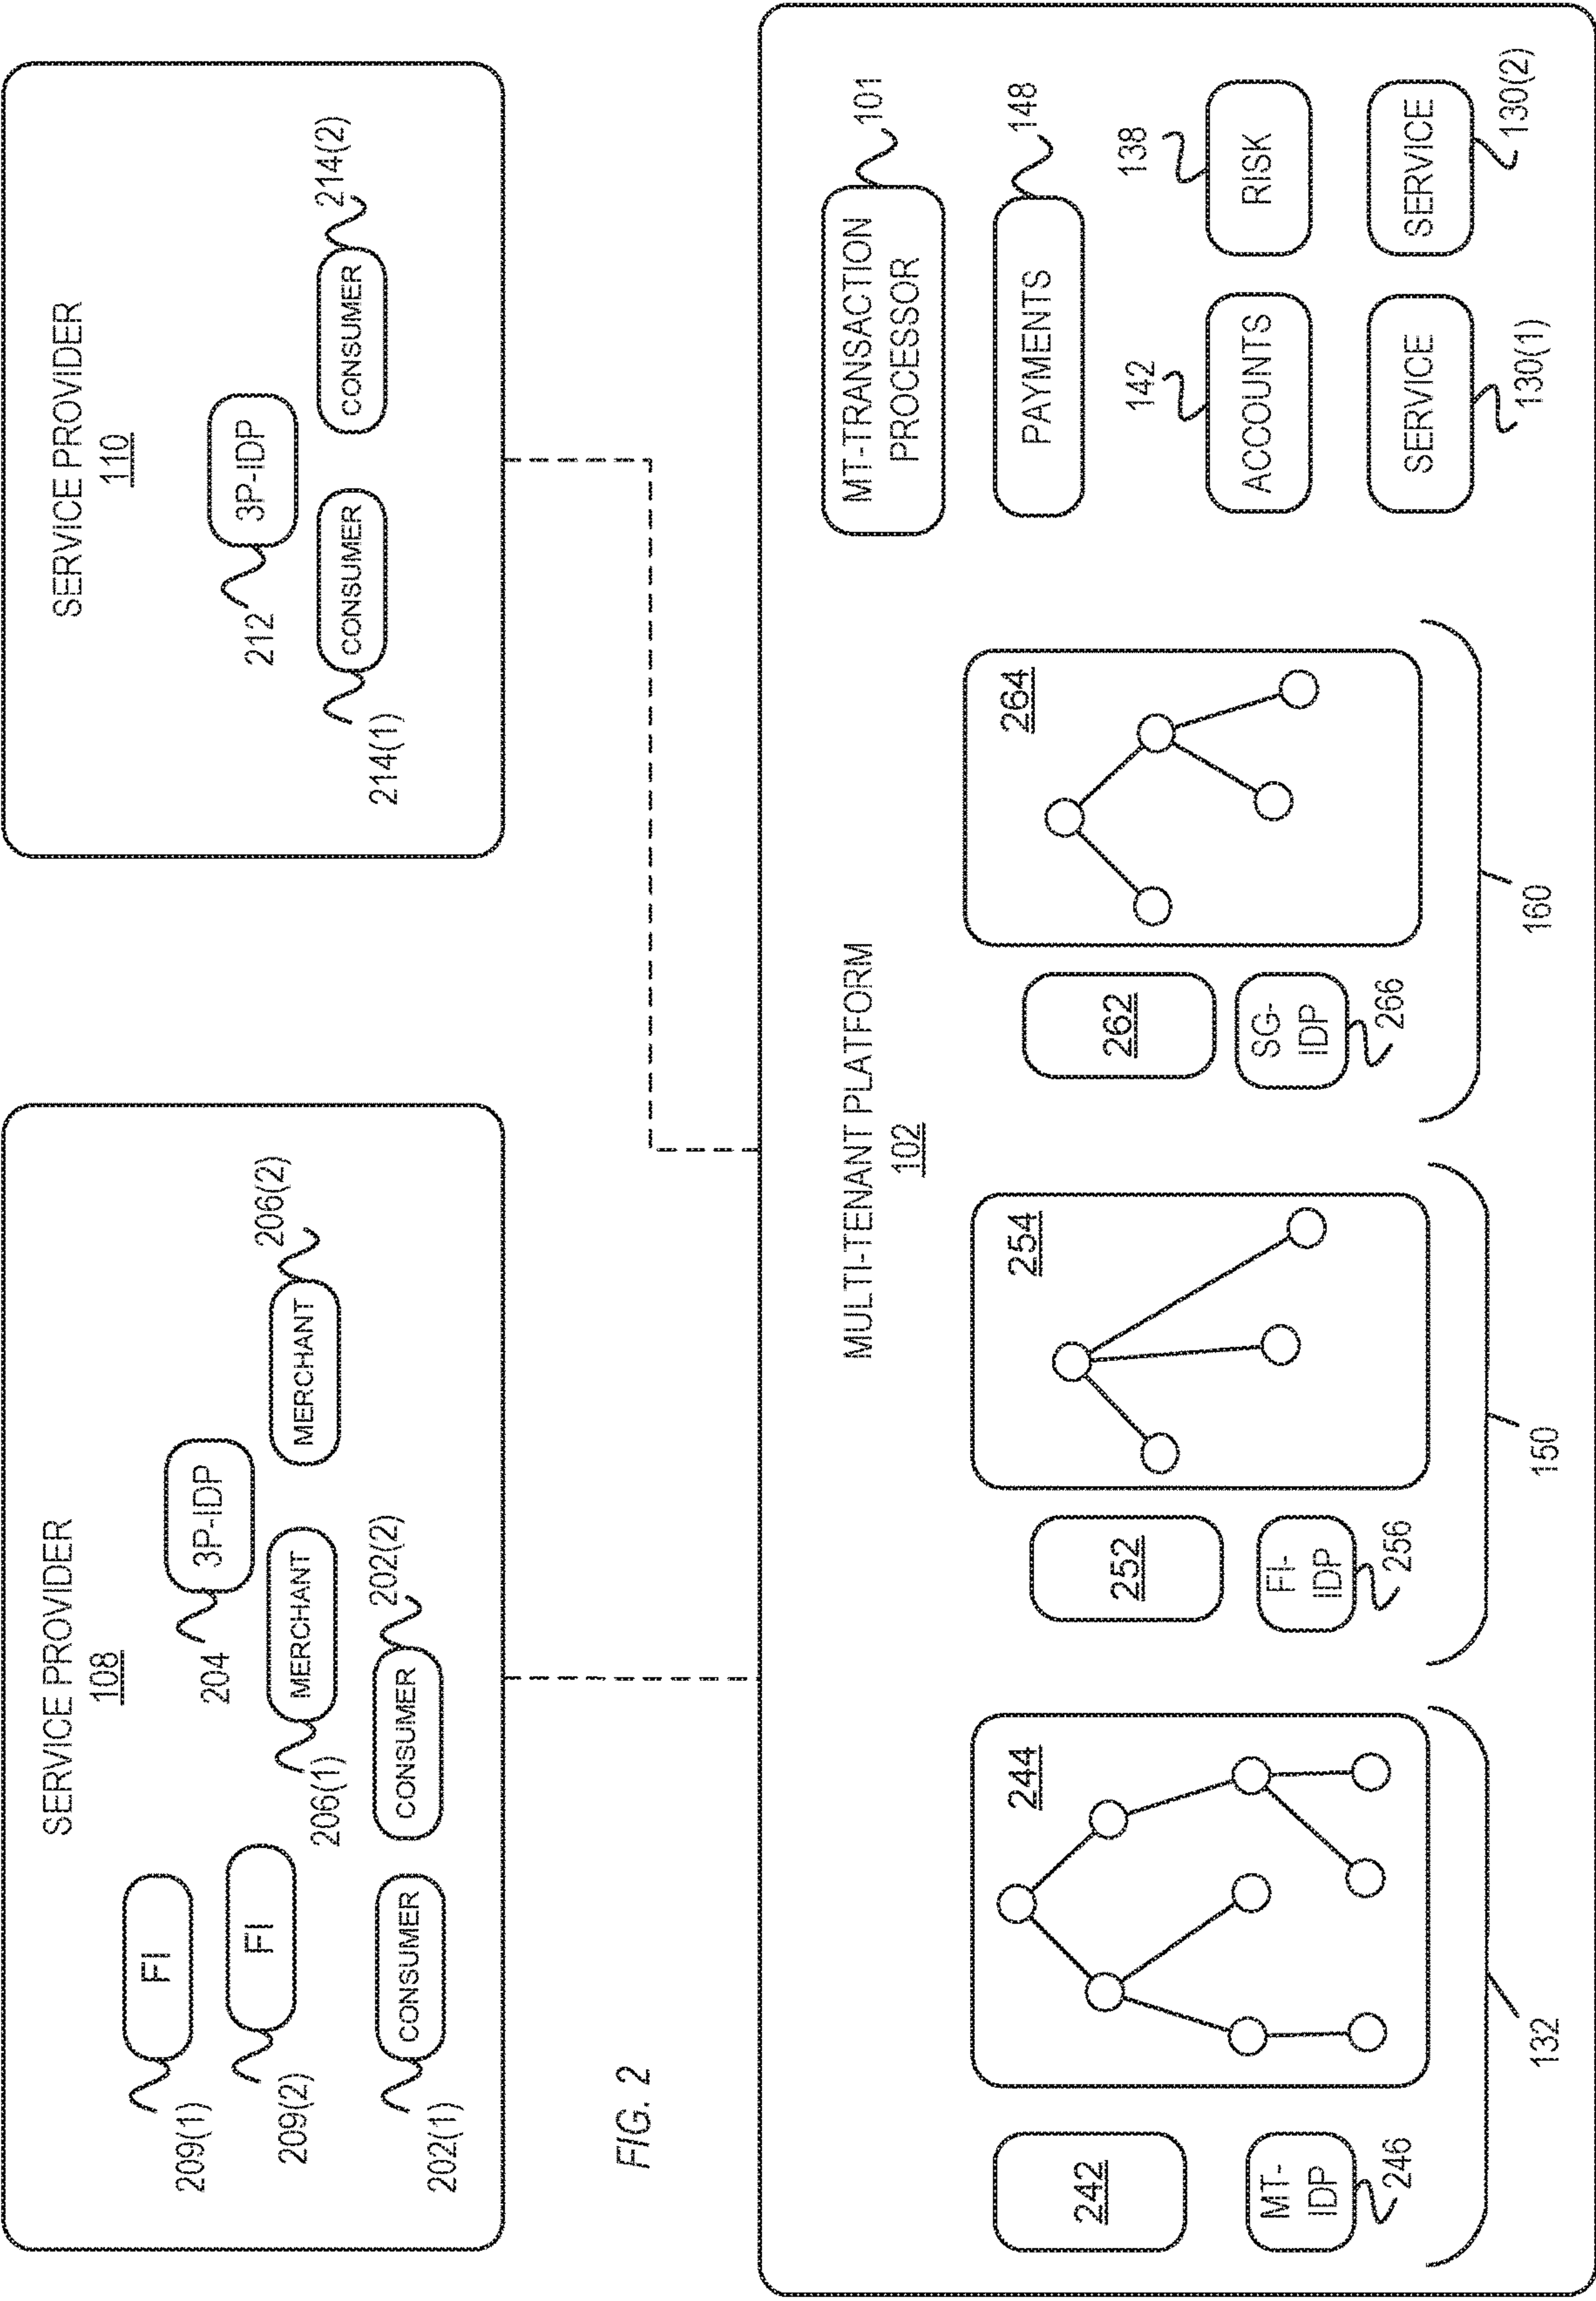 SERVICE PROVIDER
108
FI
209(1)
FI
209(2)
3P-IDP
204
MERCHANT
206(1)
MERCHANT
206(2)
CONSUMER
202(1)
CONSUMER
202(2)
SERVICE PROVIDER
110
3P-IDP
212
CONSUMER
214(1)
CONSUMER
214(2)
FIG. 2
MULTI-TENANT PLATFORM
102
242
MT-
IDP
246
244
132
252
FI-
IDP
256
254
150
262
SG-
IDP
266
264
160
MT-TRANSACTION
PROCESSOR
101
PAYMENTS
148
142
ACCOUNTS
138
RISK
SERVICE
130(1)
SERVICE
130(2)